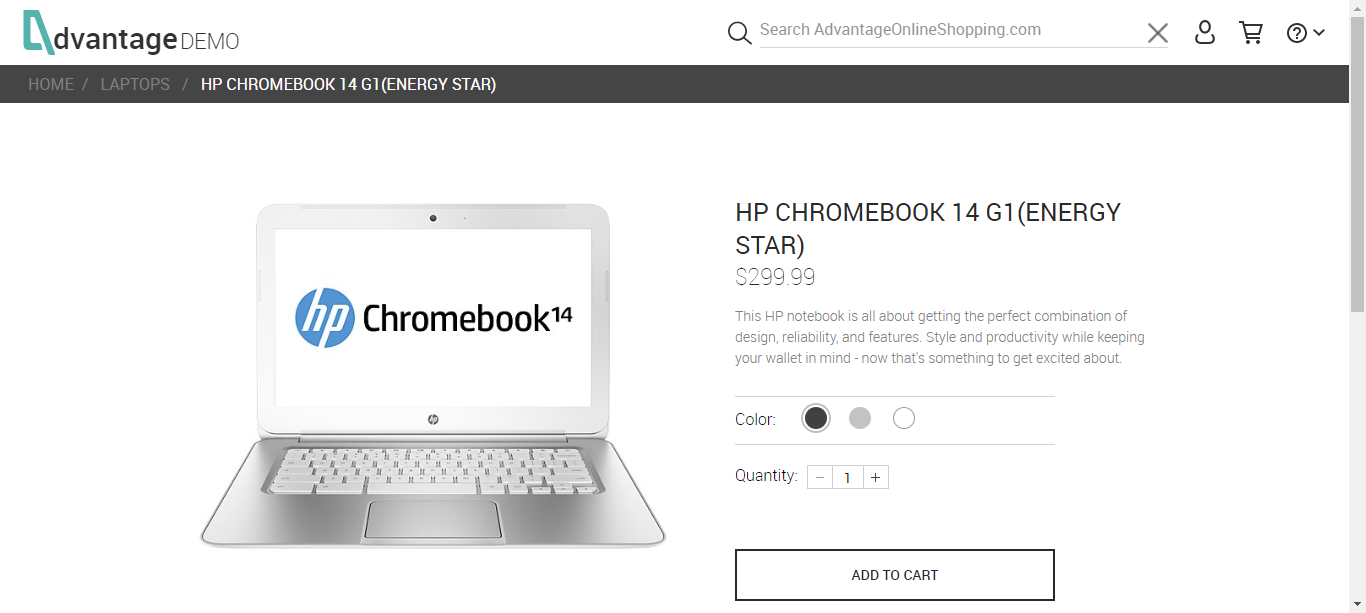 dvantage DEMO
Search AdvantageOnlineShopping.com
HOME / LAPTOPS / HP CHROMEBOOK 14 G1(ENERGY STAR)
hp Chromebook14
hp
HP CHROMEBOOK 14 G1(ENERGY
STAR)
$299.99
This HP notebook is all about getting the perfect combination of
design, reliability, and features. Style and productivity while keeping
your wallet in mind - now that's something to get excited about.
Color:
Quantity: − 1 +
ADD TO CART